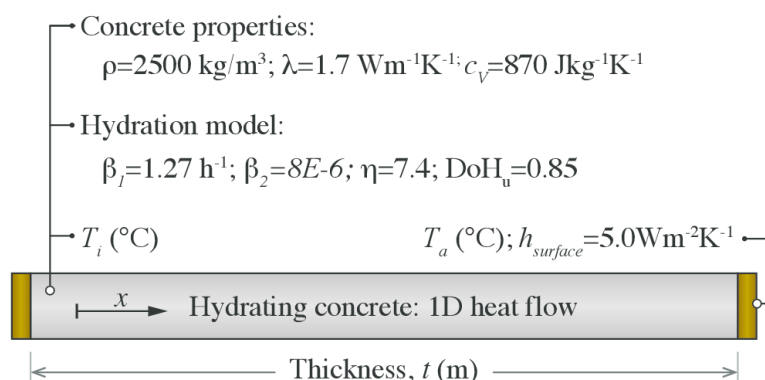 Concrete properties:
ρ=2500 kg/m³; λ=1.7 Wm⁻¹K⁻¹; c_V=870 Jkg⁻¹K⁻¹
Hydration model:
β₁=1.27 h⁻¹; β₂=8E-6; η=7.4; DoHᵤ=0.85
T_i (°C) T_a (°C); h_surface=5.0Wm⁻²K⁻¹
x Hydrating concrete: 1D heat flow
Thickness, t (m)